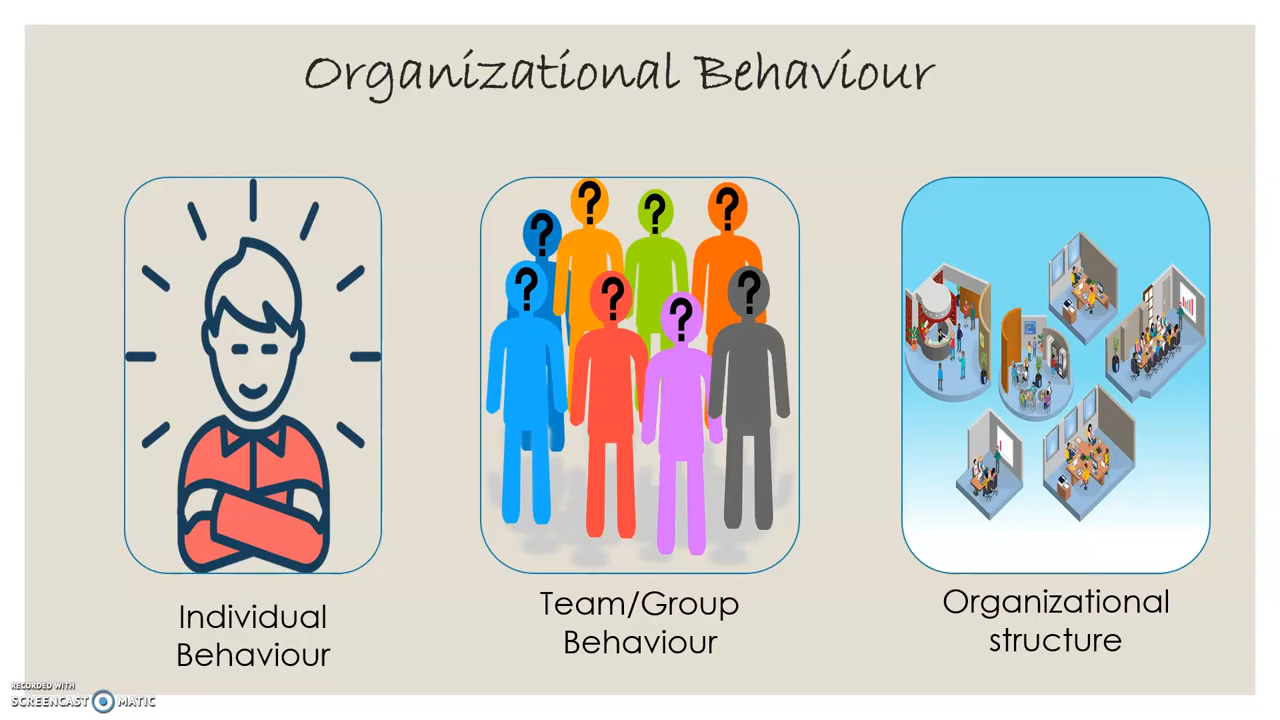 Organizational Behaviour
? ? ? ?
? ? ? ?
Individual
Behaviour
Team/Group
Behaviour
Organizational
structure
RECORDED WITH
SCREENCAST MATIC